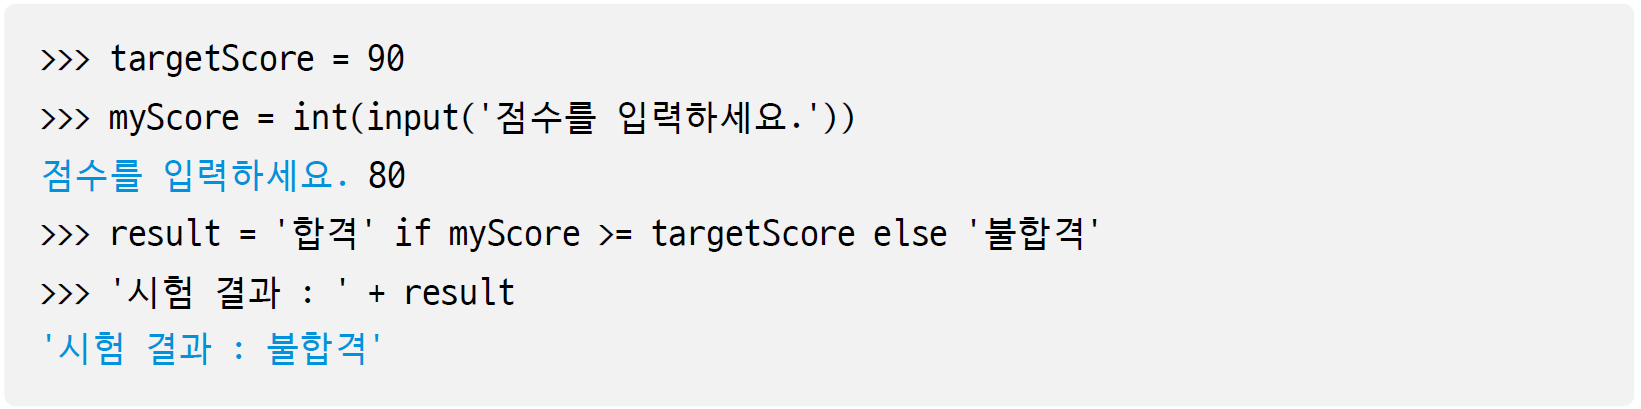 >>> targetScore = 90
>>> myScore = int(input('점수를 입력하세요.'))
점수를 입력하세요. 80
>>> result = '합격' if myScore >= targetScore else '불합격'
>>> '시험 결과 : ' + result
'시험 결과 : 불합격'